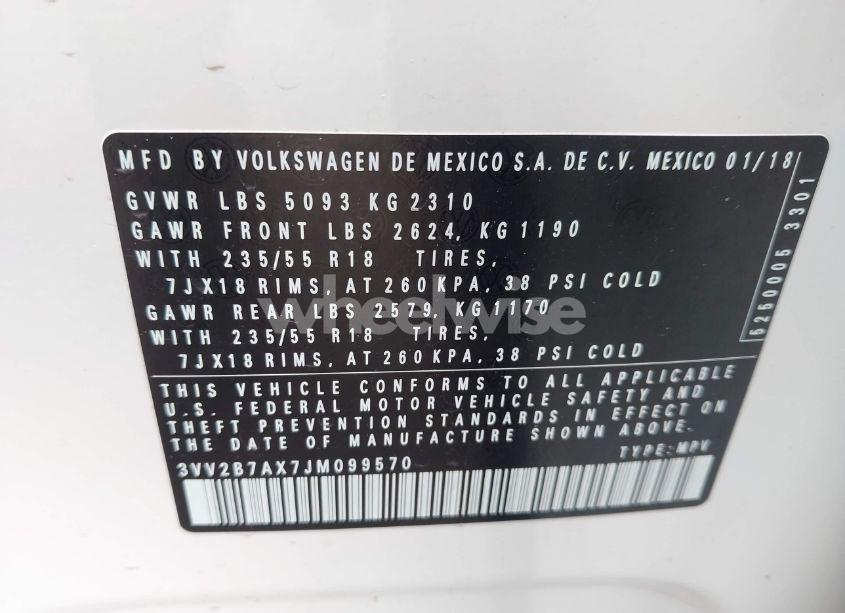 MFD BY VOLKSWAGEN DE MEXICO S.A. DE C.V. MEXICO 01/18
GVWR LBS 5093 KG 2310
GAWR FRONT LBS 2624, KG 1190
WITH 235/55 R18 TIRES,
7JX18 RIMS, AT 260 KPA, 38 PSI COLD
GAWR REAR LBS 2579, KG 1170
WITH 235/55 R18 TIRES,
7JX18 RIMS, AT 260 KPA, 38 PSI COLD
THIS VEHICLE CONFORMS TO ALL APPLICABLE
U.S. FEDERAL MOTOR VEHICLE SAFETY AND
THEFT PREVENTION STANDARDS IN EFFECT ON
THE DATE OF MANUFACTURE SHOWN ABOVE.
3VV2B7AX7JM099570 TYPE: MPV
5250005 3301
wheelwise